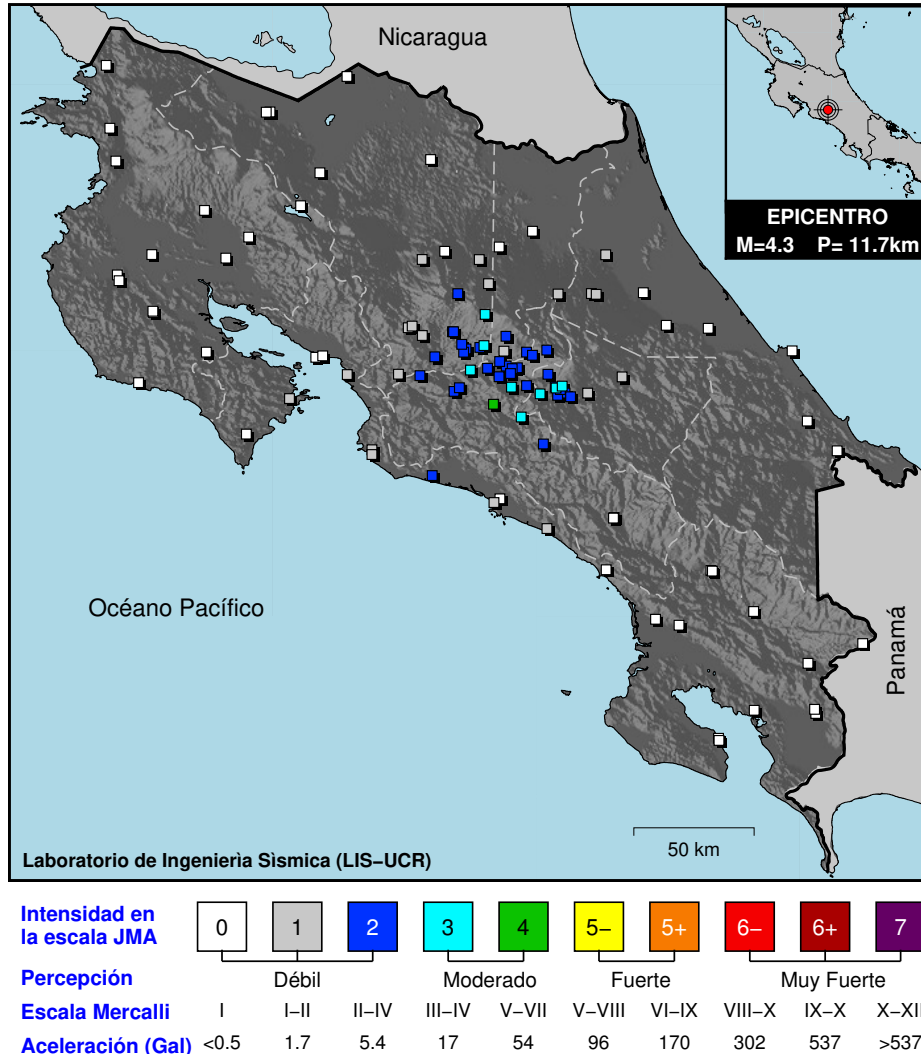 Nicaragua
EPICENTRO
M=4.3 P= 11.7km
Océano Pacífico
Panamá
50 km
Laboratorio de Ingenierìa Sìsmica (LIS−UCR)
Intensidad en
la escala JMA
0 1 2 3 4 5− 5+ 6− 6+ 7
Percepción Débil Moderado Fuerte Muy Fuerte
Escala Mercalli I I−II II−IV III−IV V−VII V−VIII VI−IX VIII−X IX−X X−XII
Aceleración (Gal) <0.5 1.7 5.4 17 54 96 170 302 537 >537